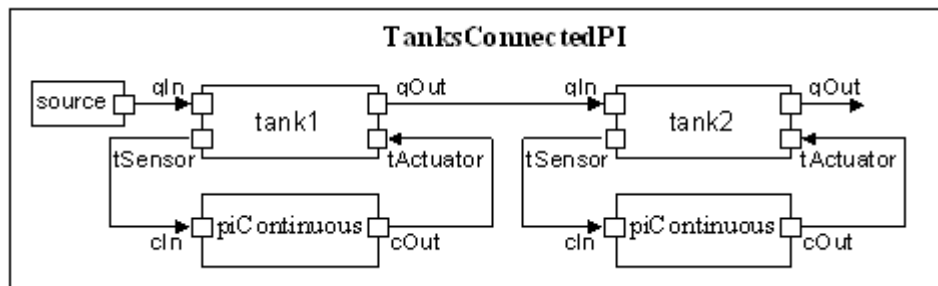 TanksConnectedPI
qIn qOut qIn qOut
source tank1 tank2
tSensor tActuator tSensor tActuator
piContinuous piContinuous
cIn cOut cIn cOut